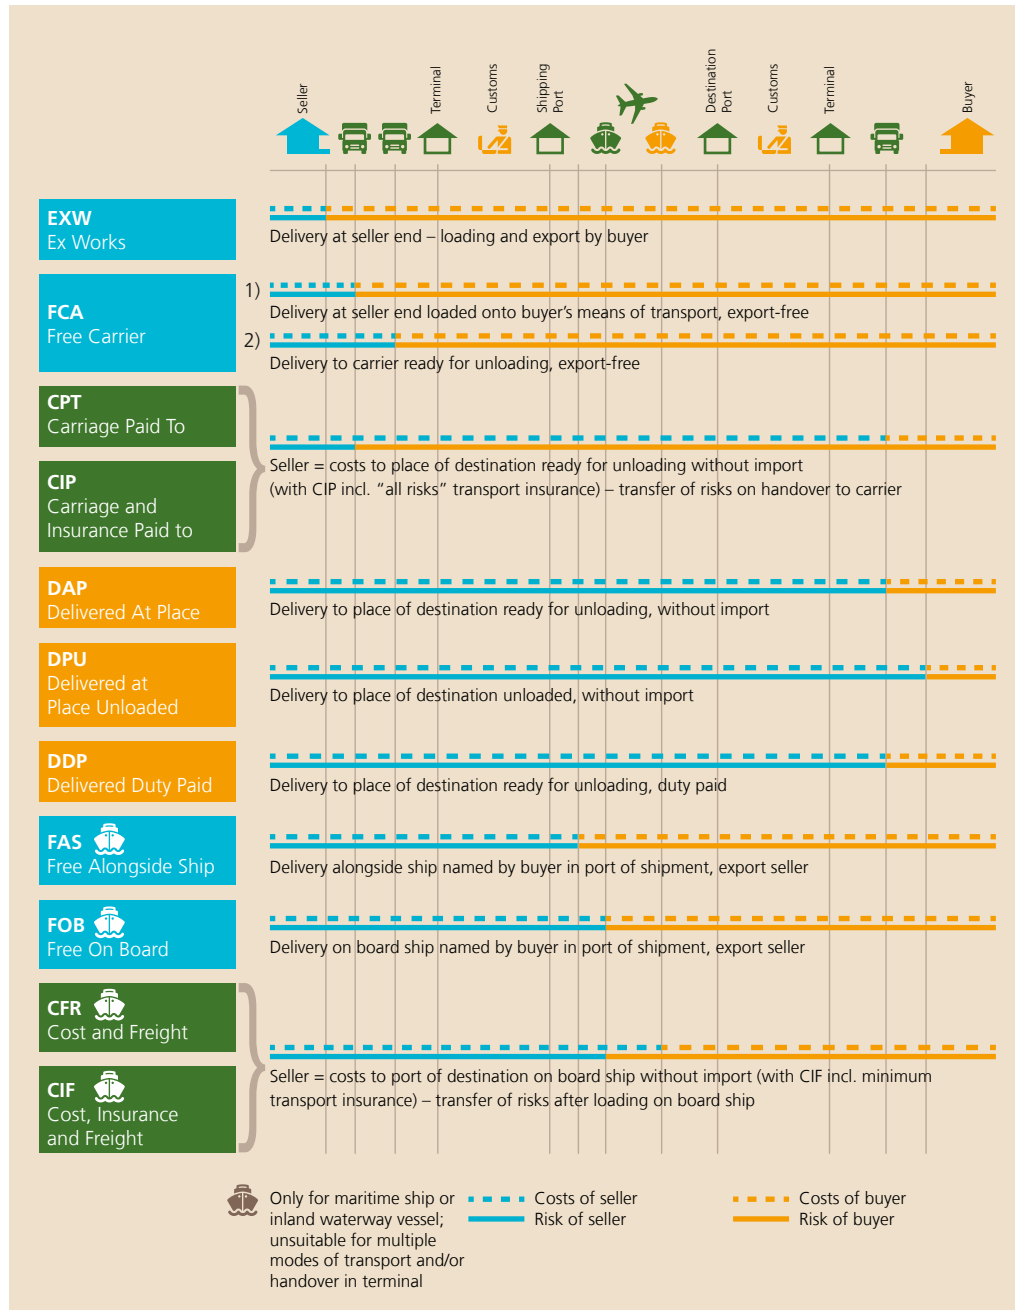 Seller
Terminal
Customs
Shipping
Port
Destination
Port
Customs
Terminal
Buyer
EXW
Ex Works
Delivery at seller end – loading and export by buyer
FCA
Free Carrier
1)
Delivery at seller end loaded onto buyer’s means of transport, export-free
2)
Delivery to carrier ready for unloading, export-free
CPT
Carriage Paid To
CIP
Carriage and
Insurance Paid to
Seller = costs to place of destination ready for unloading without import
(with CIP incl. “all risks” transport insurance) – transfer of risks on handover to carrier
DAP
Delivered At Place
Delivery to place of destination ready for unloading, without import
DPU
Delivered at
Place Unloaded
Delivery to place of destination unloaded, without import
DDP
Delivered Duty Paid
Delivery to place of destination ready for unloading, duty paid
FAS
Free Alongside Ship
Delivery alongside ship named by buyer in port of shipment, export seller
FOB
Free On Board
Delivery on board ship named by buyer in port of shipment, export seller
CFR
Cost and Freight
CIF
Cost, Insurance
and Freight
Seller = costs to port of destination on board ship without import (with CIF incl. minimum
transport insurance) – transfer of risks after loading on board ship
Only for maritime ship or
inland waterway vessel;
unsuitable for multiple
modes of transport and/or
handover in terminal
Costs of seller
Risk of seller
Costs of buyer
Risk of buyer